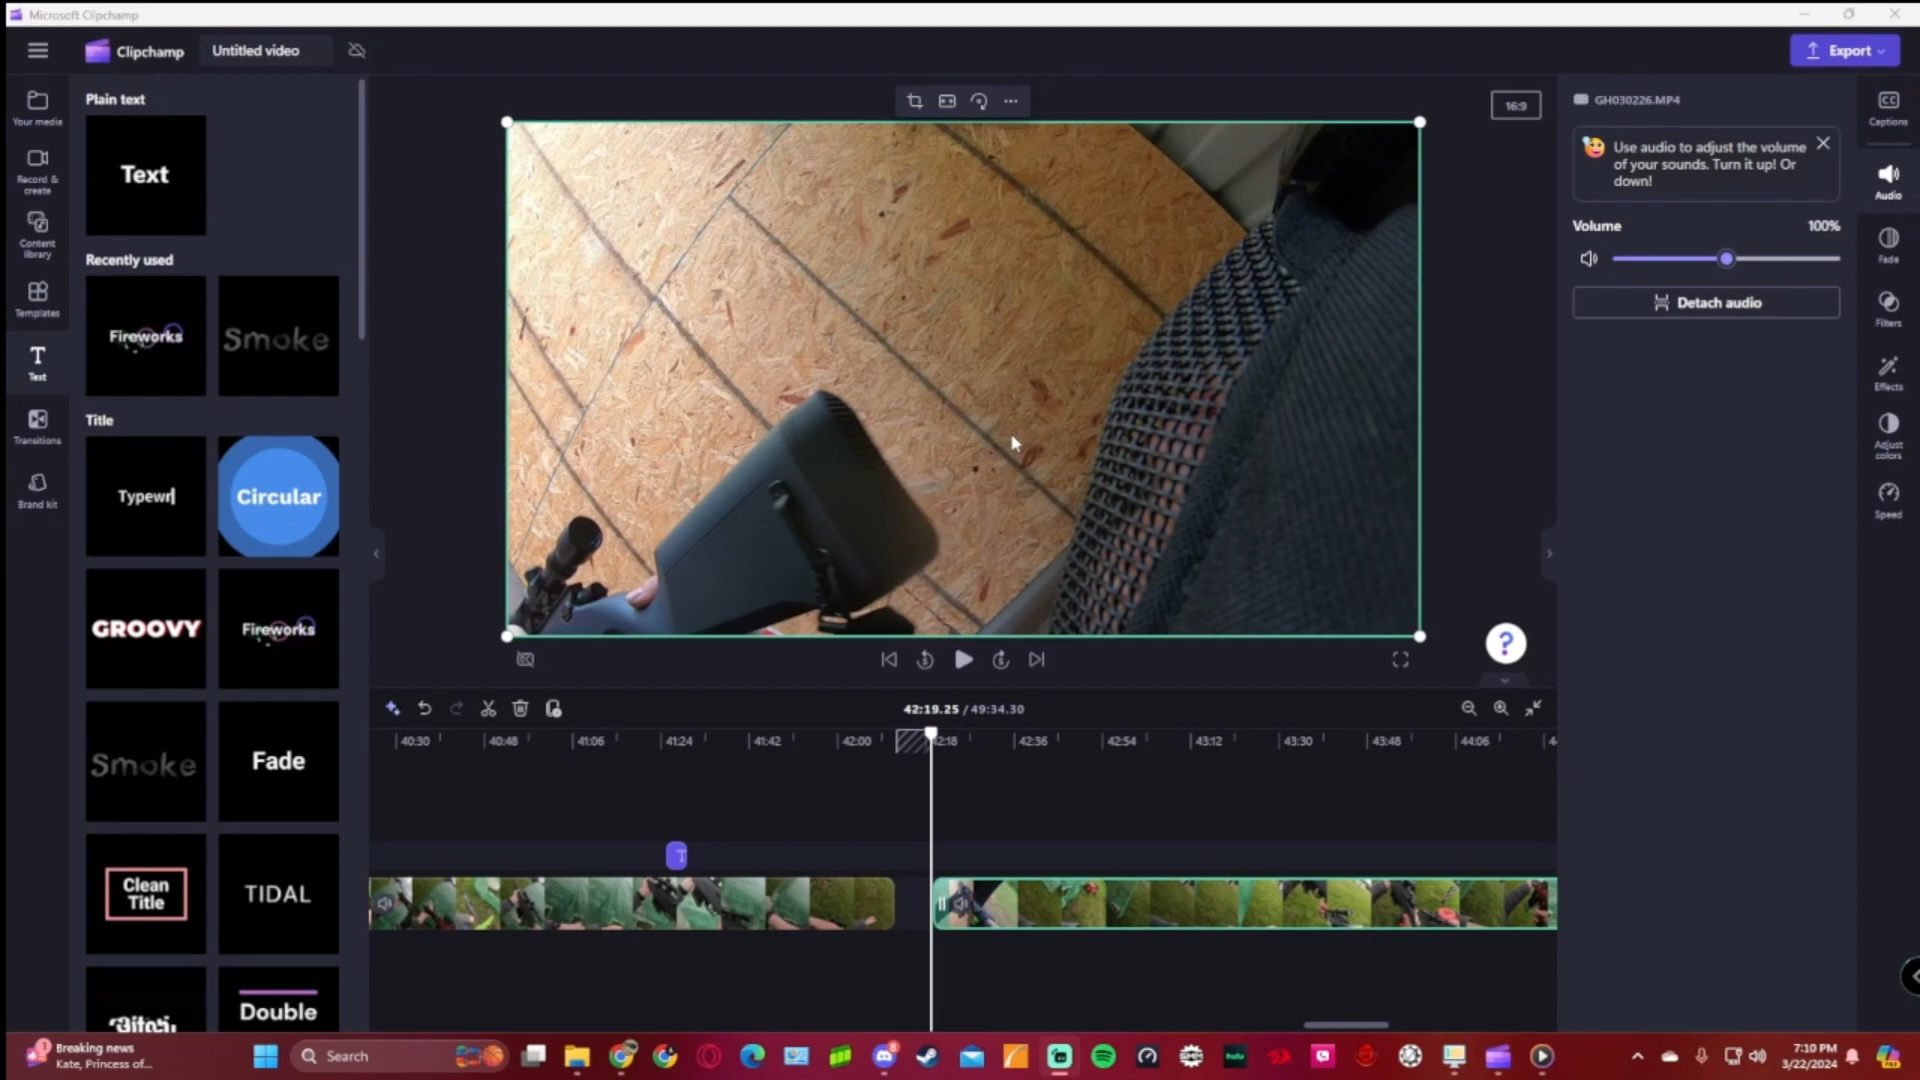 Microsoft Clipchamp
Clipchamp
Untitled video
Export
Your media
Record &
create
Content
library
Templates
Text
Transitions
Brand kit
Plain text
Text
Recently used
Fireworks
Smoke
Title
Typewr
Circular
GROOVY
Fireworks
Smoke
Fade
Clean
Title
TIDAL
Double
16:9
GH030226.MP4
Use audio to adjust the volume
of your sounds. Turn it up! Or
down!
Volume
100%
Detach audio
CC
Captions
Audio
Fade
Filters
Effects
Adjust
colors
Speed
?
42:19.25 / 49:34.30
40:30
40:48
41:06
41:24
41:42
42:00
42:18
42:36
42:54
43:12
43:30
43:48
44:06
T
Breaking news
Kate, Princess of...
Search
hulu
7:10 PM
3/22/2024